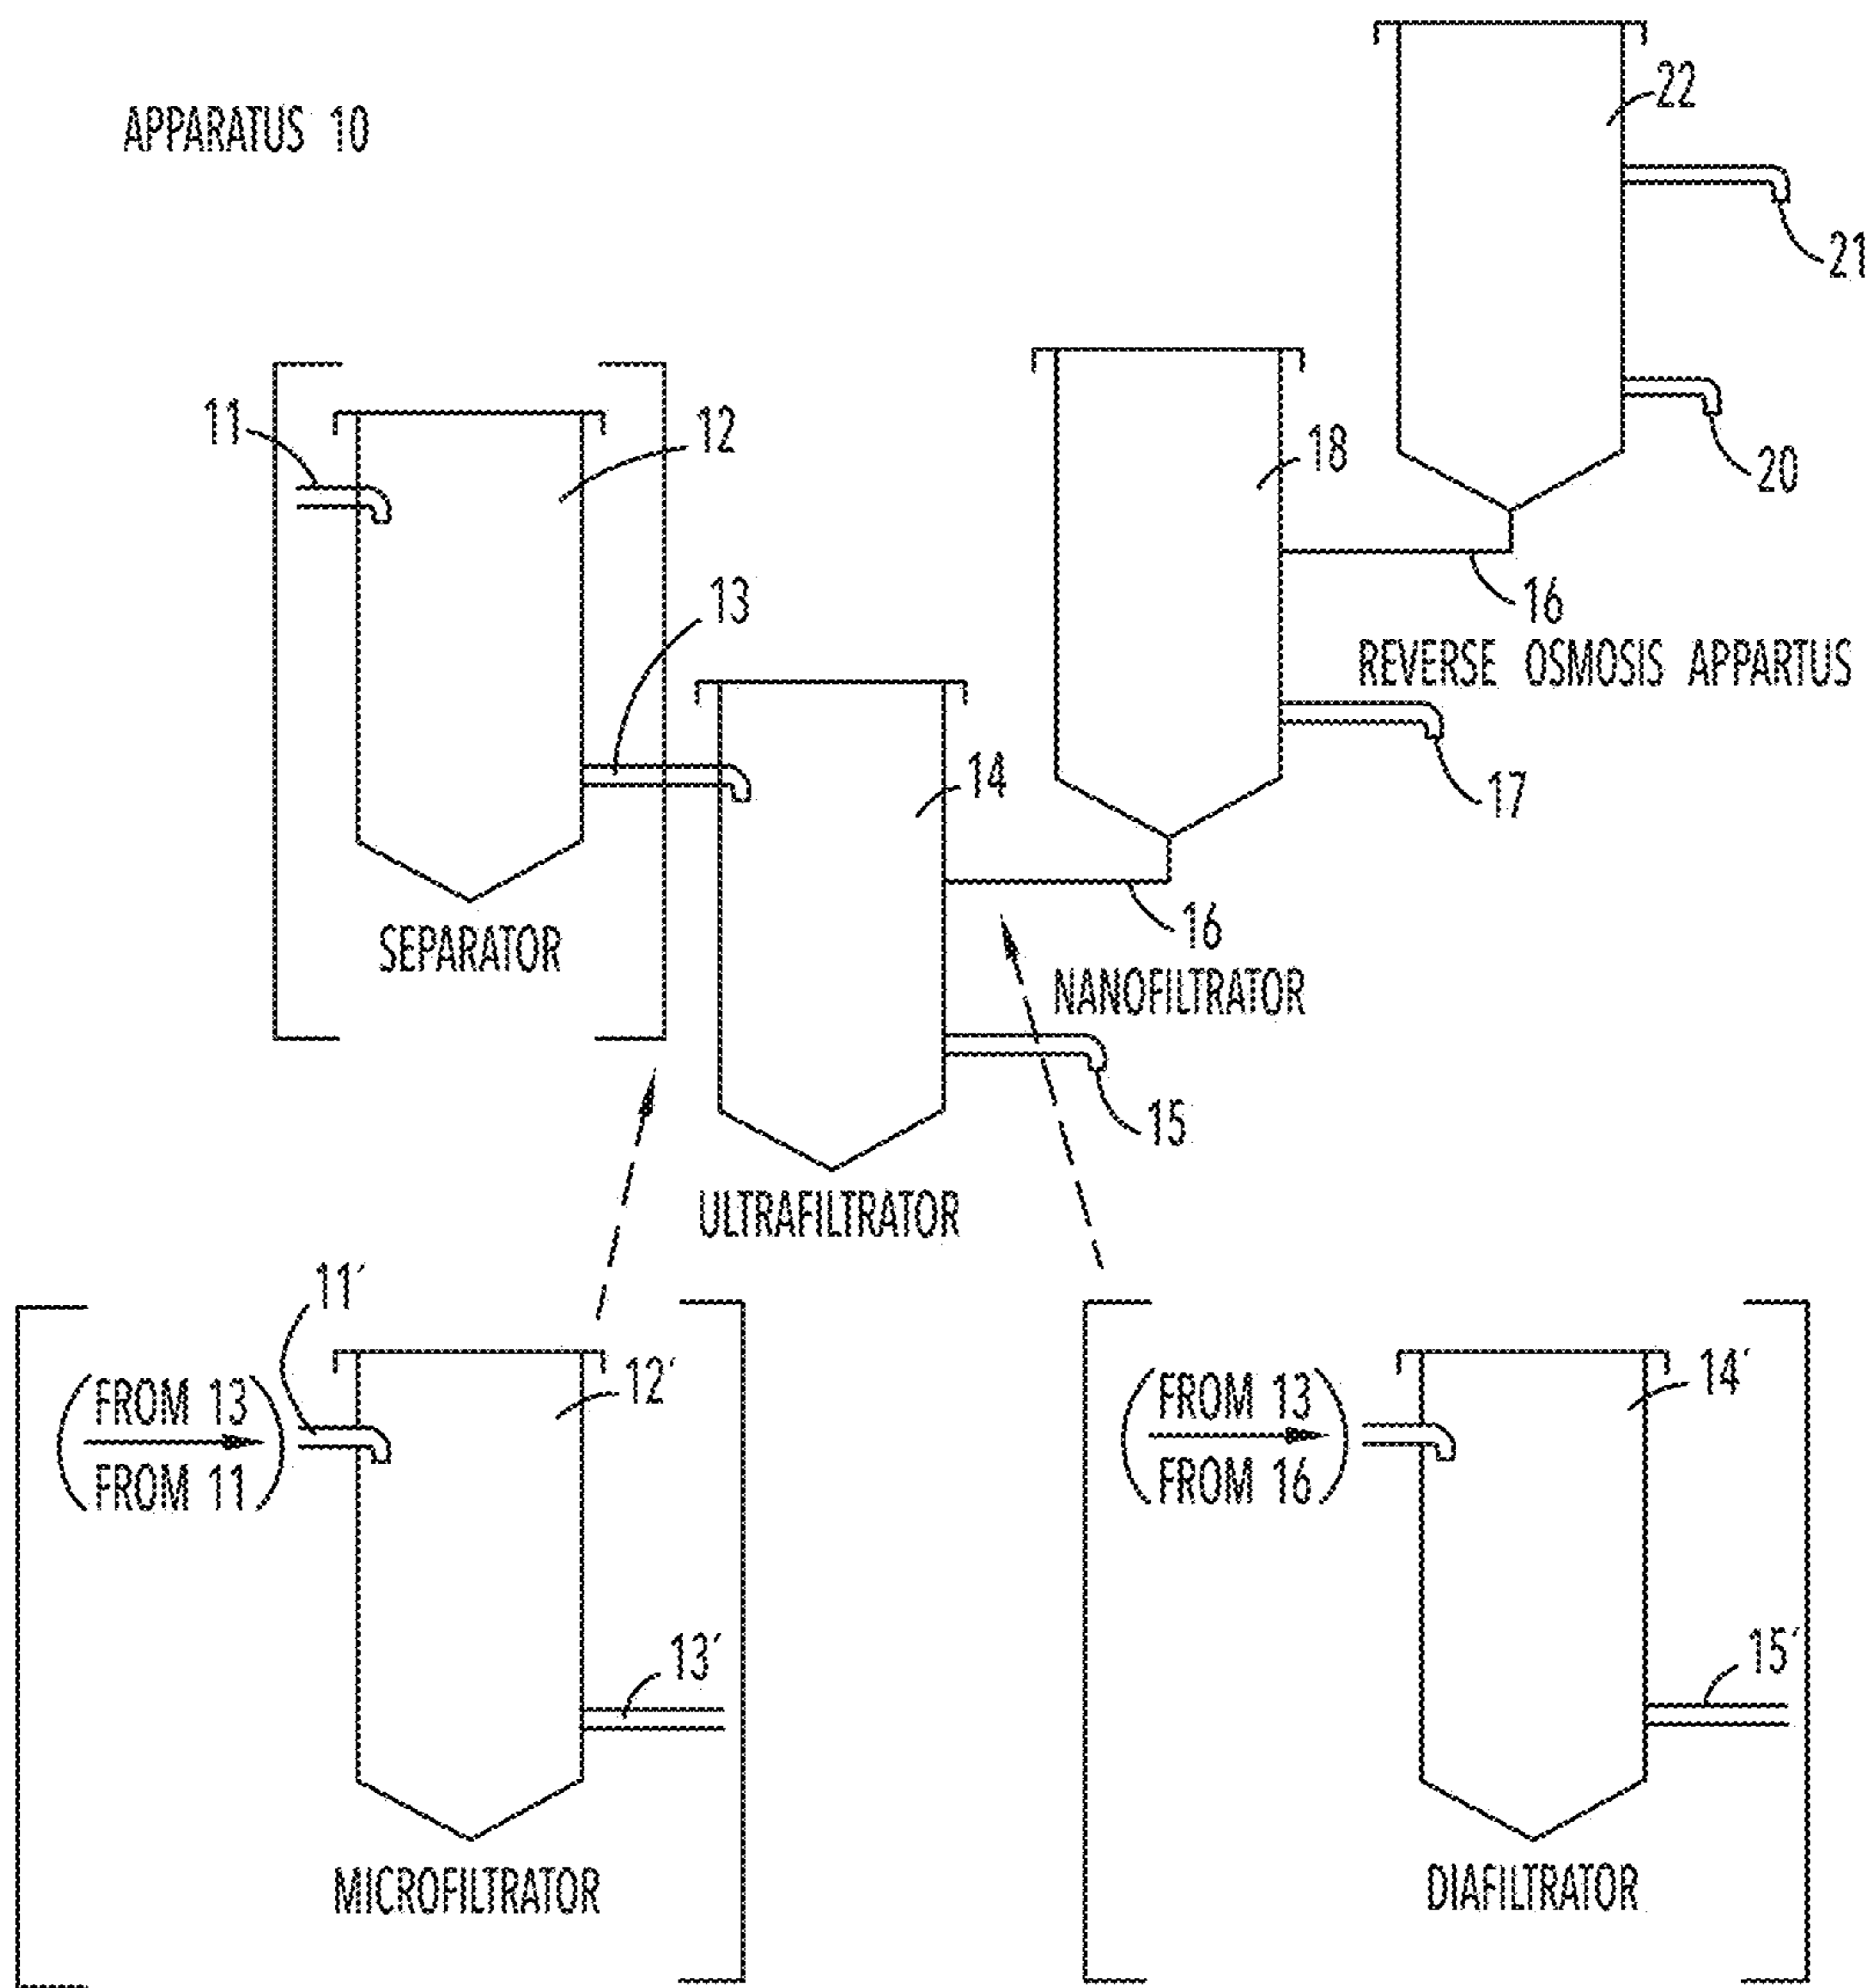 APPARATUS 10
22
21
20
11
12
18
16
REVERSE OSMOSIS APPARTUS
13
14
17
16
NANOFILTRATOR
SEPARATOR
15
ULTRAFILTRATOR
11′
12′
(FROM 13
FROM 11)
13′
MICROFILTRATOR
14′
(FROM 13
FROM 16)
15′
DIAFILTRATOR